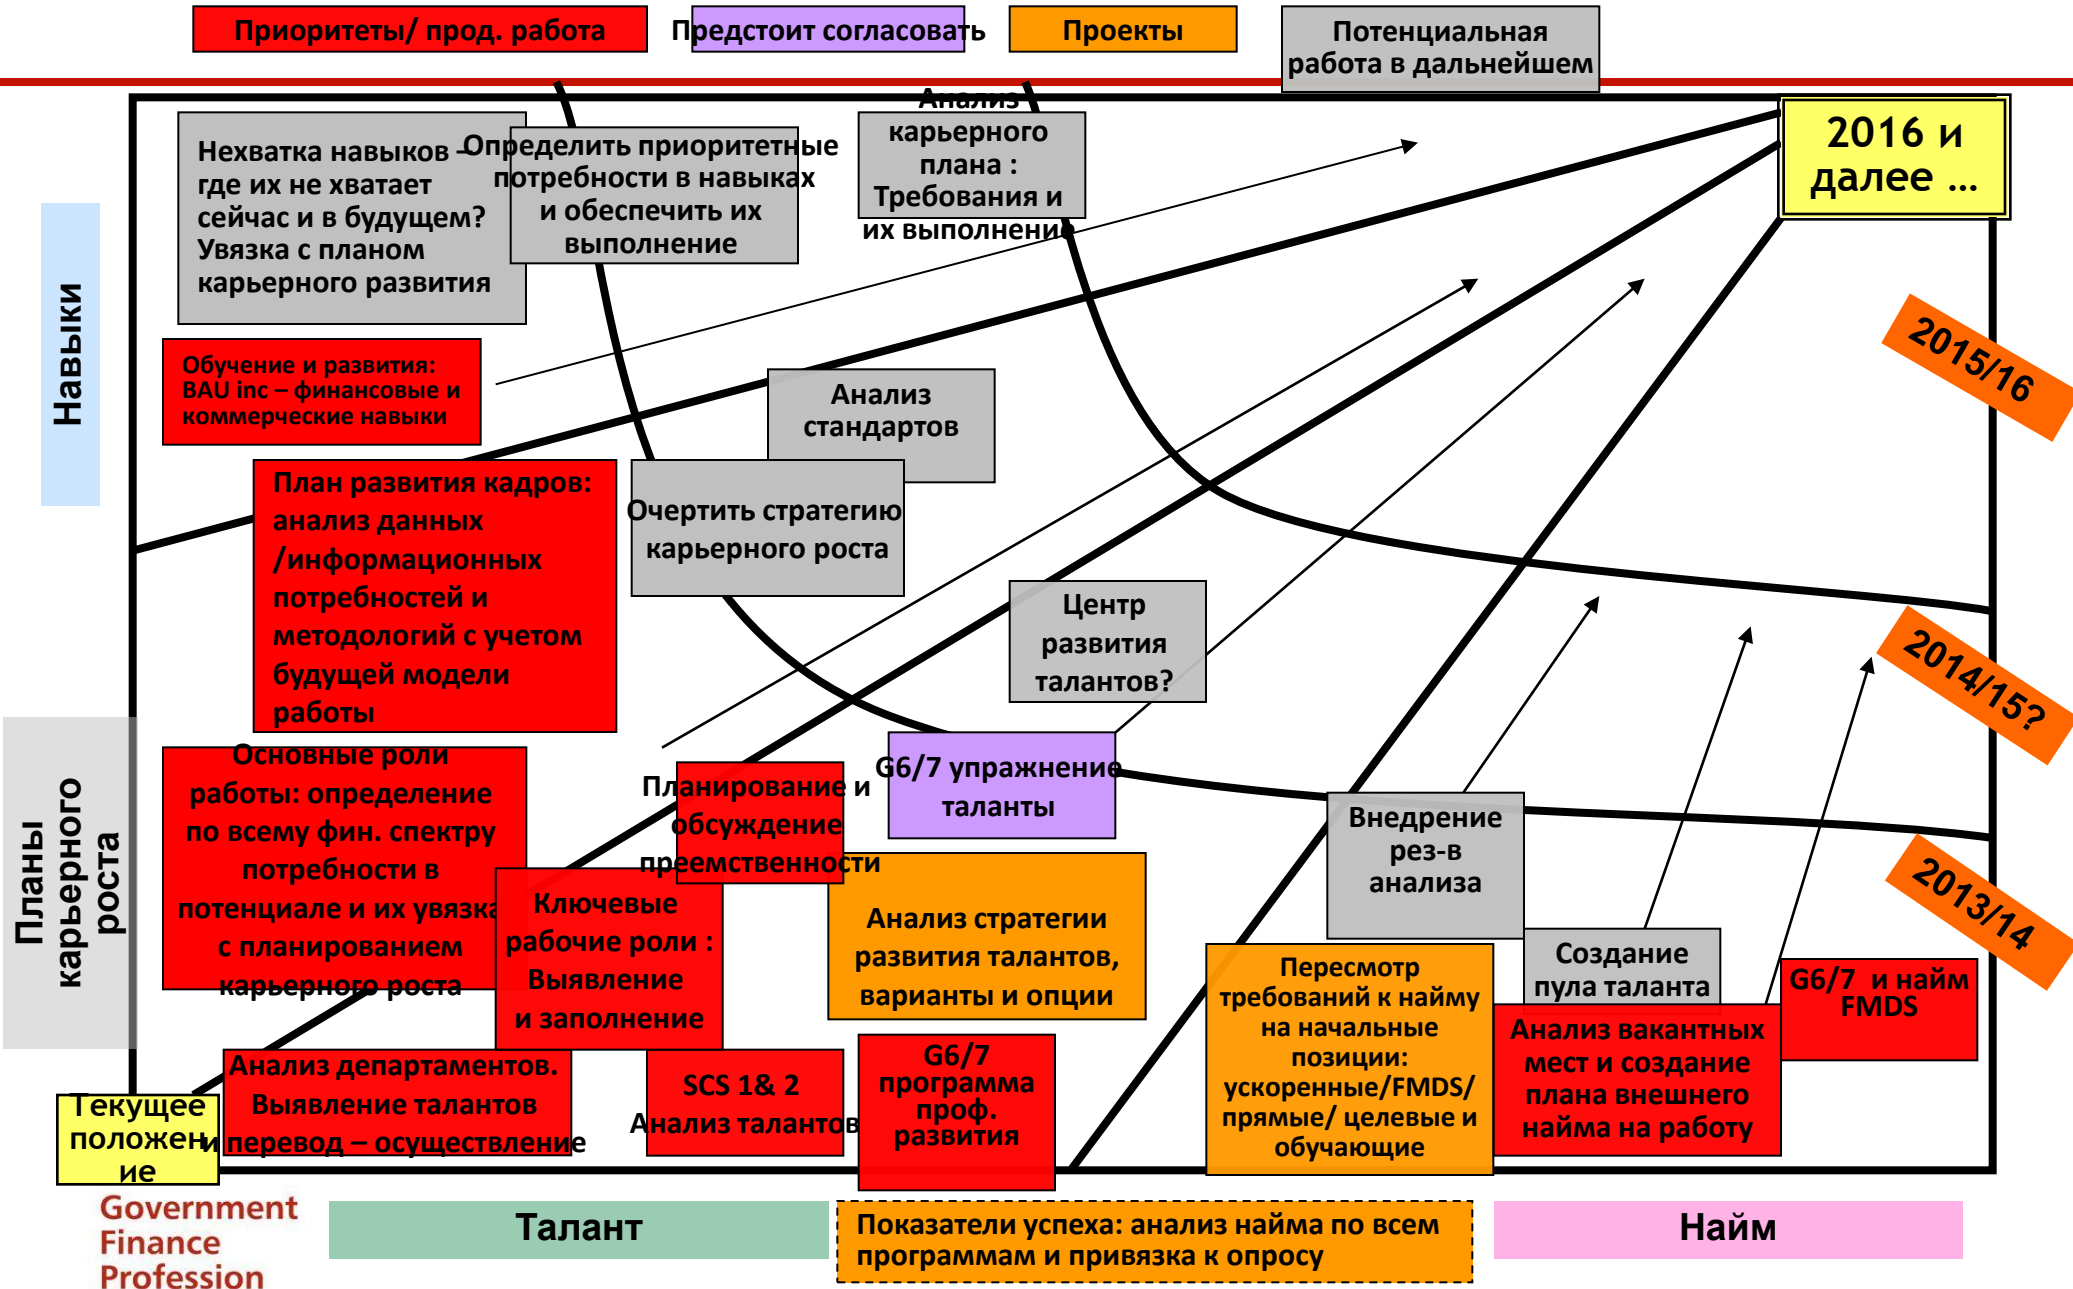 Приоритеты/ прод. работа
Предстоит согласовать
Проекты
Потенциальная
работа в дальнейшем
Нехватка навыков –
где их не хватает
сейчас и в будущем?
Увязка с планом
карьерного развития
Определить приоритетные
потребности в навыках
и обеспечить их
выполнение
Анализ
карьерного
плана :
Требования и
их выполнение
2016 и
далее ...
Навыки
Обучение и развития:
BAU inc – финансовые и
коммерческие навыки
Анализ
стандартов
2015/16
План развития кадров:
анализ данных
/информационных
потребностей и
методологий с учетом
будущей модели
работы
Очертить стратегию
карьерного роста
Центр
развития
талантов?
2014/15?
Планы
карьерного
роста
Основные роли
работы: определение
по всему фин. спектру
потребности в
потенциале и их увязка
с планированием
карьерного роста
Планирование и
обсуждение
преемственности
G6/7 упражнение
таланты
Внедрение
рез-в
анализа
2013/14
Ключевые
рабочие роли :
Выявление
и заполнение
Анализ стратегии
развития талантов,
варианты и опции
Пересмотр
требований к найму
на начальные
позиции:
ускоренные/FMDS/
прямые/ целевые и
обучающие
Создание
пула таланта
G6/7 и найм
FMDS
Анализ вакантных
мест и создание
плана внешнего
найма на работу
Текущее
положен
ие
Анализ департаментов.
Выявление талантов
и перевод – осуществление
SCS 1& 2
Анализ талантов
G6/7
программа
проф.
развития
Government
Finance
Profession
Талант
Показатели успеха: анализ найма по всем
программам и привязка к опросу
Найм